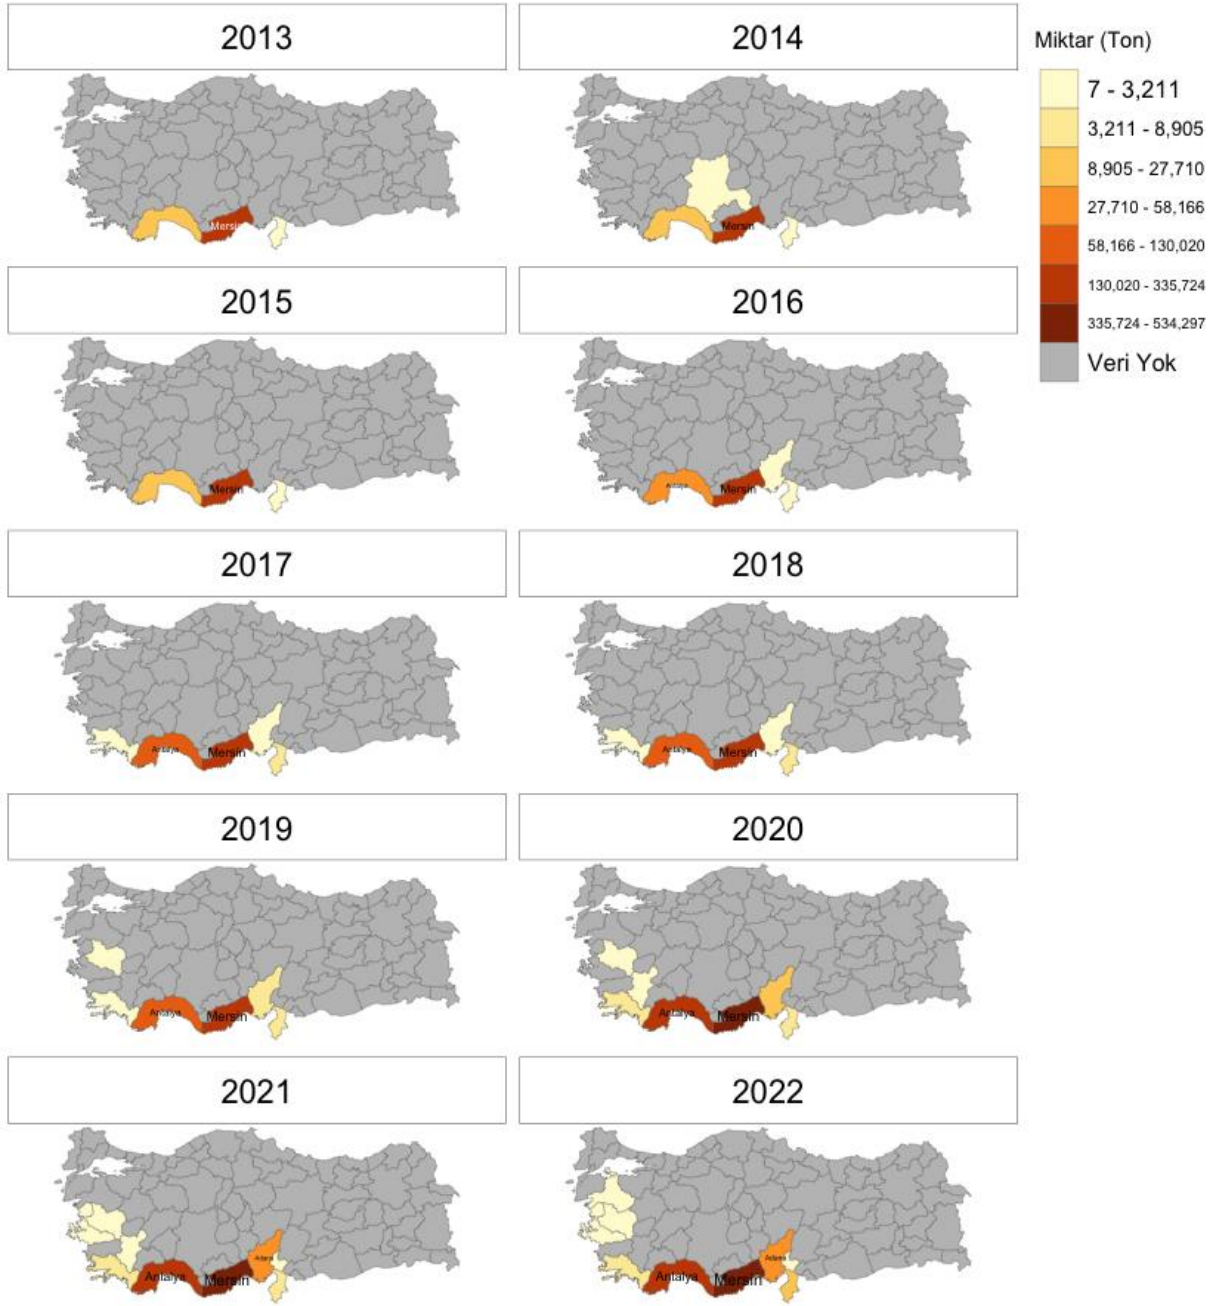 2013
2014
Miktar (Ton)
7 - 3,211
3,211 - 8,905
8,905 - 27,710
27,710 - 58,166
58,166 - 130,020
130,020 - 335,724
335,724 - 534,297
Veri Yok
Mersin
Mersin
2015
2016
Mersin
Antalya
Mersin
2017
2018
Antalya
Mersin
Antalya
Mersin
2019
2020
Antalya
Mersin
Antalya
Mersin
2021
2022
Adana
Antalya
Mersin
Adana
Antalya
Mersin